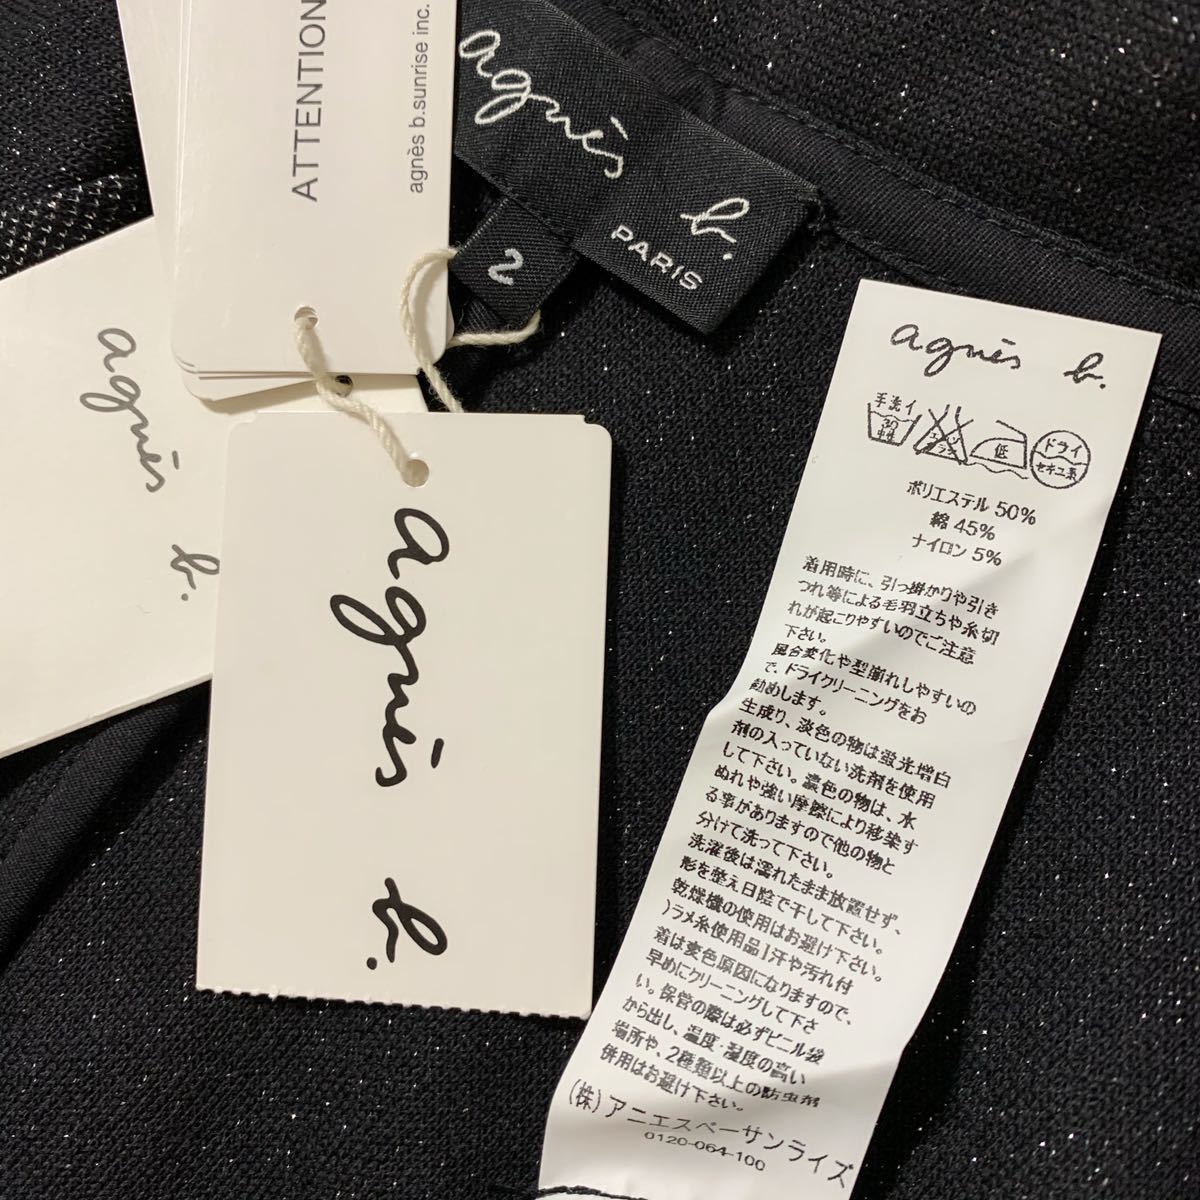 ATTENTION
agnès b.sunrise inc.
agnès b.
PARIS
2
agnès b.
agnès b.
agnès b.
手洗イ
30
中性
エンソ
サラシ
低
ドライ
セキユ系
ポリエステル 50%
綿 45%
ナイロン 5%
着用時に、引っ掛かりや引き
つれ等による毛羽立ちや糸切
れが起こりやすいのでご注意
下さい。
風合変化や型崩れしやすいの
で、ドライクリーニングをお
勧めします。
生成り、淡色の物は蛍光増白
剤の入っていない洗剤を使用
して下さい。濃色の物は、水
ぬれや強い摩擦により移染す
る事がありますので他の物と
分けて洗って下さい。
洗濯後は濡れたまま放置せず、
形を整え日陰で干して下さい。
乾燥機の使用はお避け下さい。
)ラメ糸使用品]汗や汚れ付
着は変色原因になりますので、
早めにクリーニングして下さ
い。保管の際は必ずビニル袋
から出し、温度・湿度の高い
場所や、2種類以上の防虫剤
併用はお避け下さい。
(株)アニエスベーサンライズ
0120-064-100